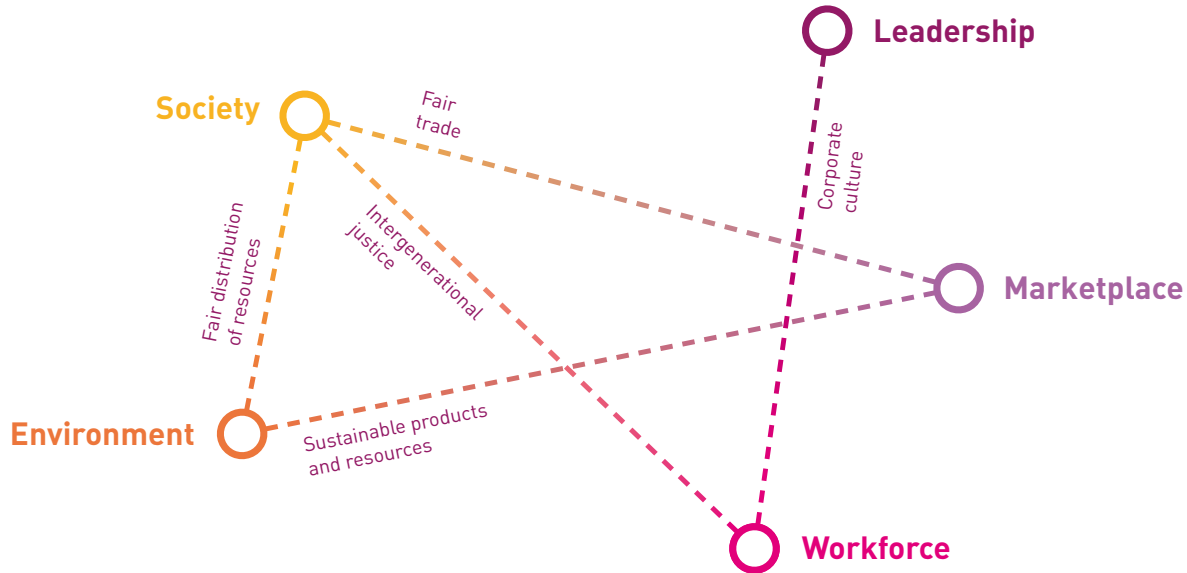 Leadership
Society
Fair
trade
Corporate
culture
Intergenerational
justice
Fair distribution
of resources
Marketplace
Environment
Sustainable products
and resources
Workforce